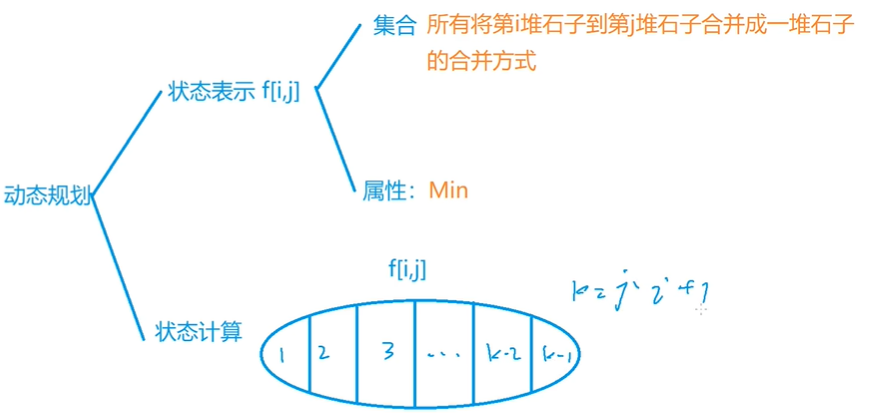 集合 所有将第i堆石子到第j堆石子合并成一堆石子
的合并方式
状态表示 f[i,j]
动态规划
属性：Min
f[i,j]
k=j-i+1
状态计算
1 2 3 ... k-2 k-1